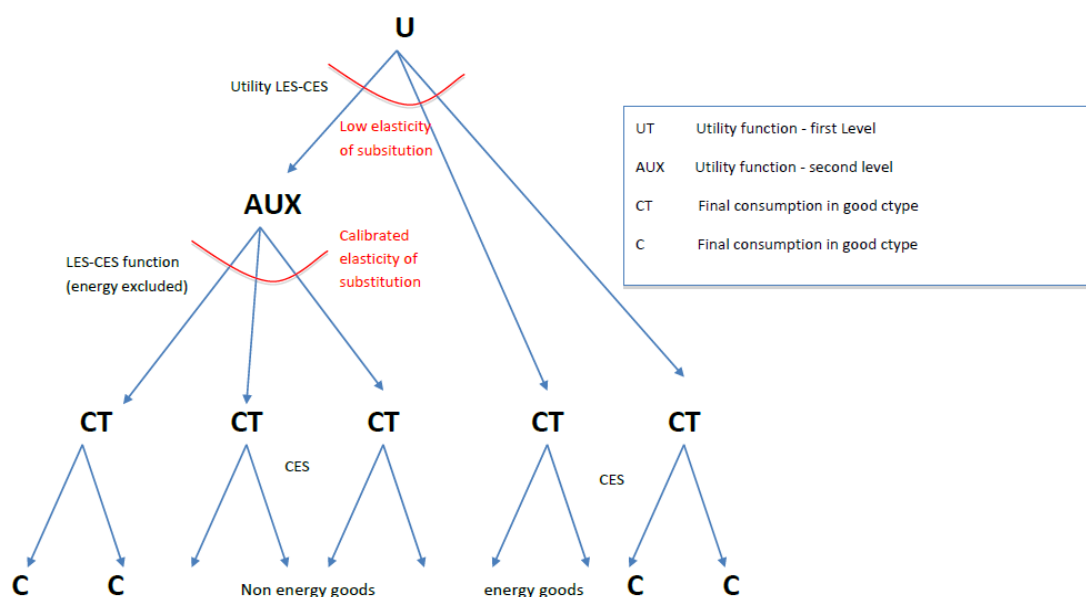 U
Utility LES-CES
Low elasticity
of subsitution
UT Utility function - first Level
AUX Utility function - second level
CT Final consumption in good ctype
C Final consumption in good ctype
AUX
LES-CES function
(energy excluded)
Calibrated
elasticity of
substitution
CT CT CT CT CT
CES CES
C C Non energy goods energy goods C C